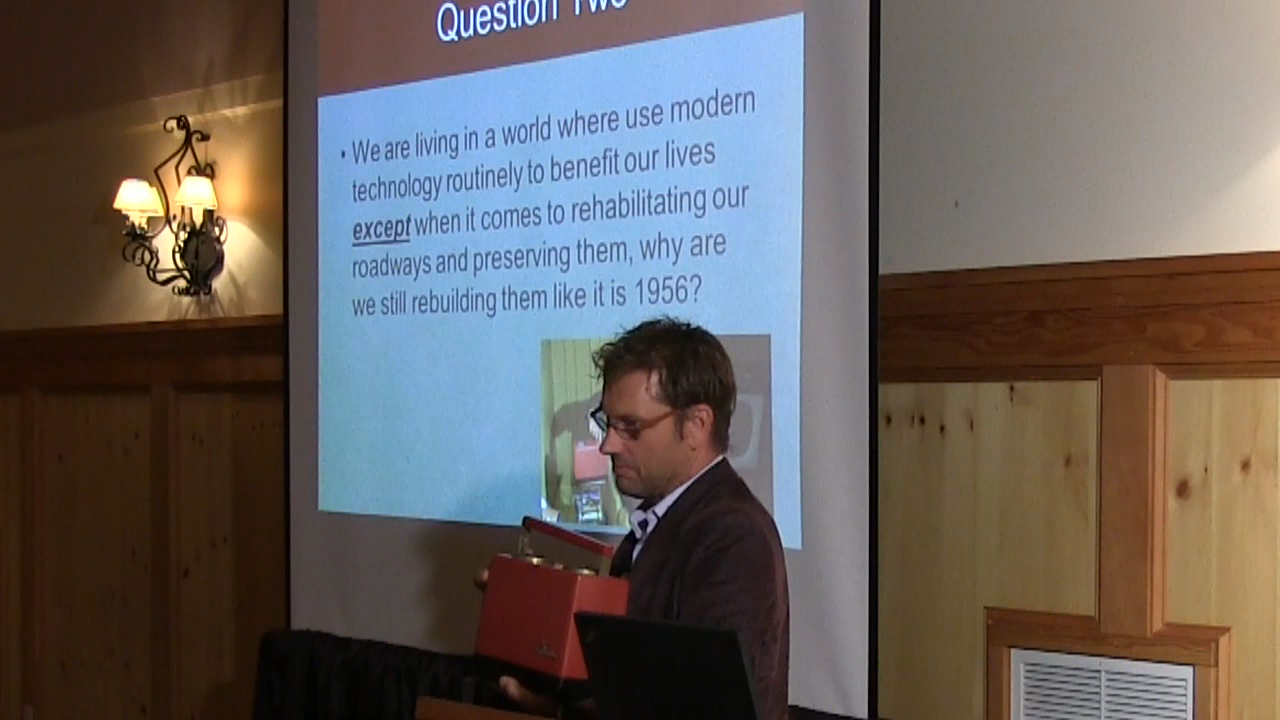 Question Two
• We are living in a world where use modern
technology routinely to benefit our lives
except when it comes to rehabilitating our
roadways and preserving them, why are
we still rebuilding them like it is 1956?